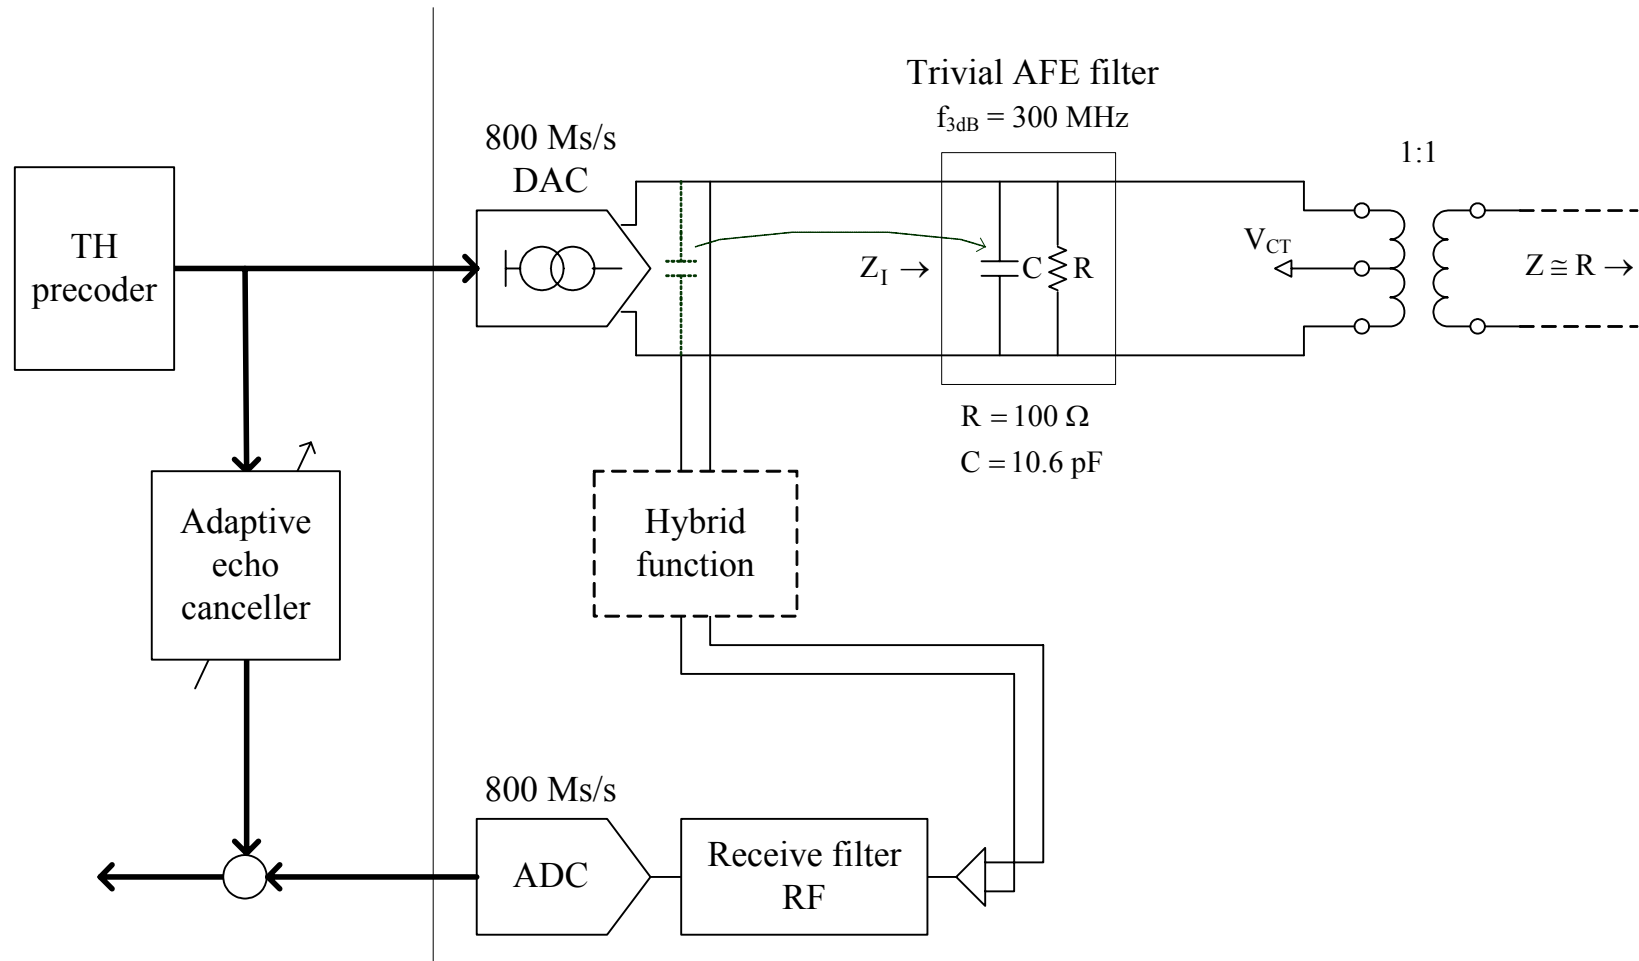 Trivial AFE filter
f3dB = 300 MHz
800 Ms/s
DAC
1:1
TH
precoder
VCT
ZI →
C
R
Z ≅ R →
R = 100 Ω
C = 10.6 pF
Adaptive
echo
canceller
Hybrid
function
800 Ms/s
ADC
Receive filter
RF